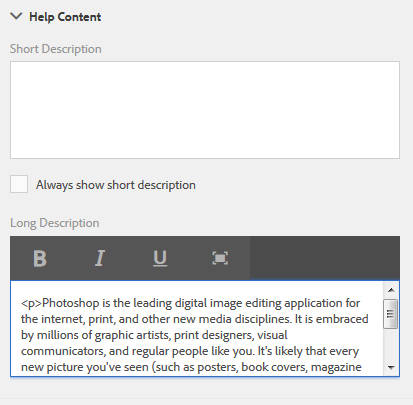 Help Content
Short Description
Always show short description
Long Description
B I U
<p>Photoshop is the leading digital image editing application for
the internet, print, and other new media disciplines. It is embraced
by millions of graphic artists, print designers, visual
communicators, and regular people like you. It's likely that every
new picture you've seen (such as posters, book covers, magazine